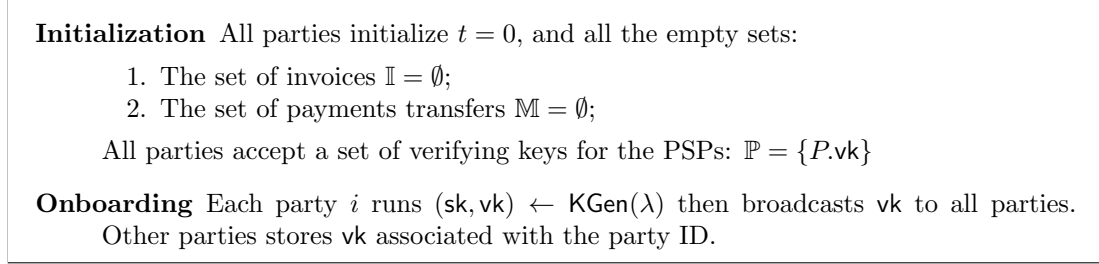 Initialization All parties initialize t = 0, and all the empty sets:
1. The set of invoices 𝕀 = ∅;
2. The set of payments transfers 𝕄 = ∅;
All parties accept a set of verifying keys for the PSPs: ℙ = {P.vk}
Onboarding Each party i runs (sk, vk) ← KGen(λ) then broadcasts vk to all parties.
Other parties stores vk associated with the party ID.